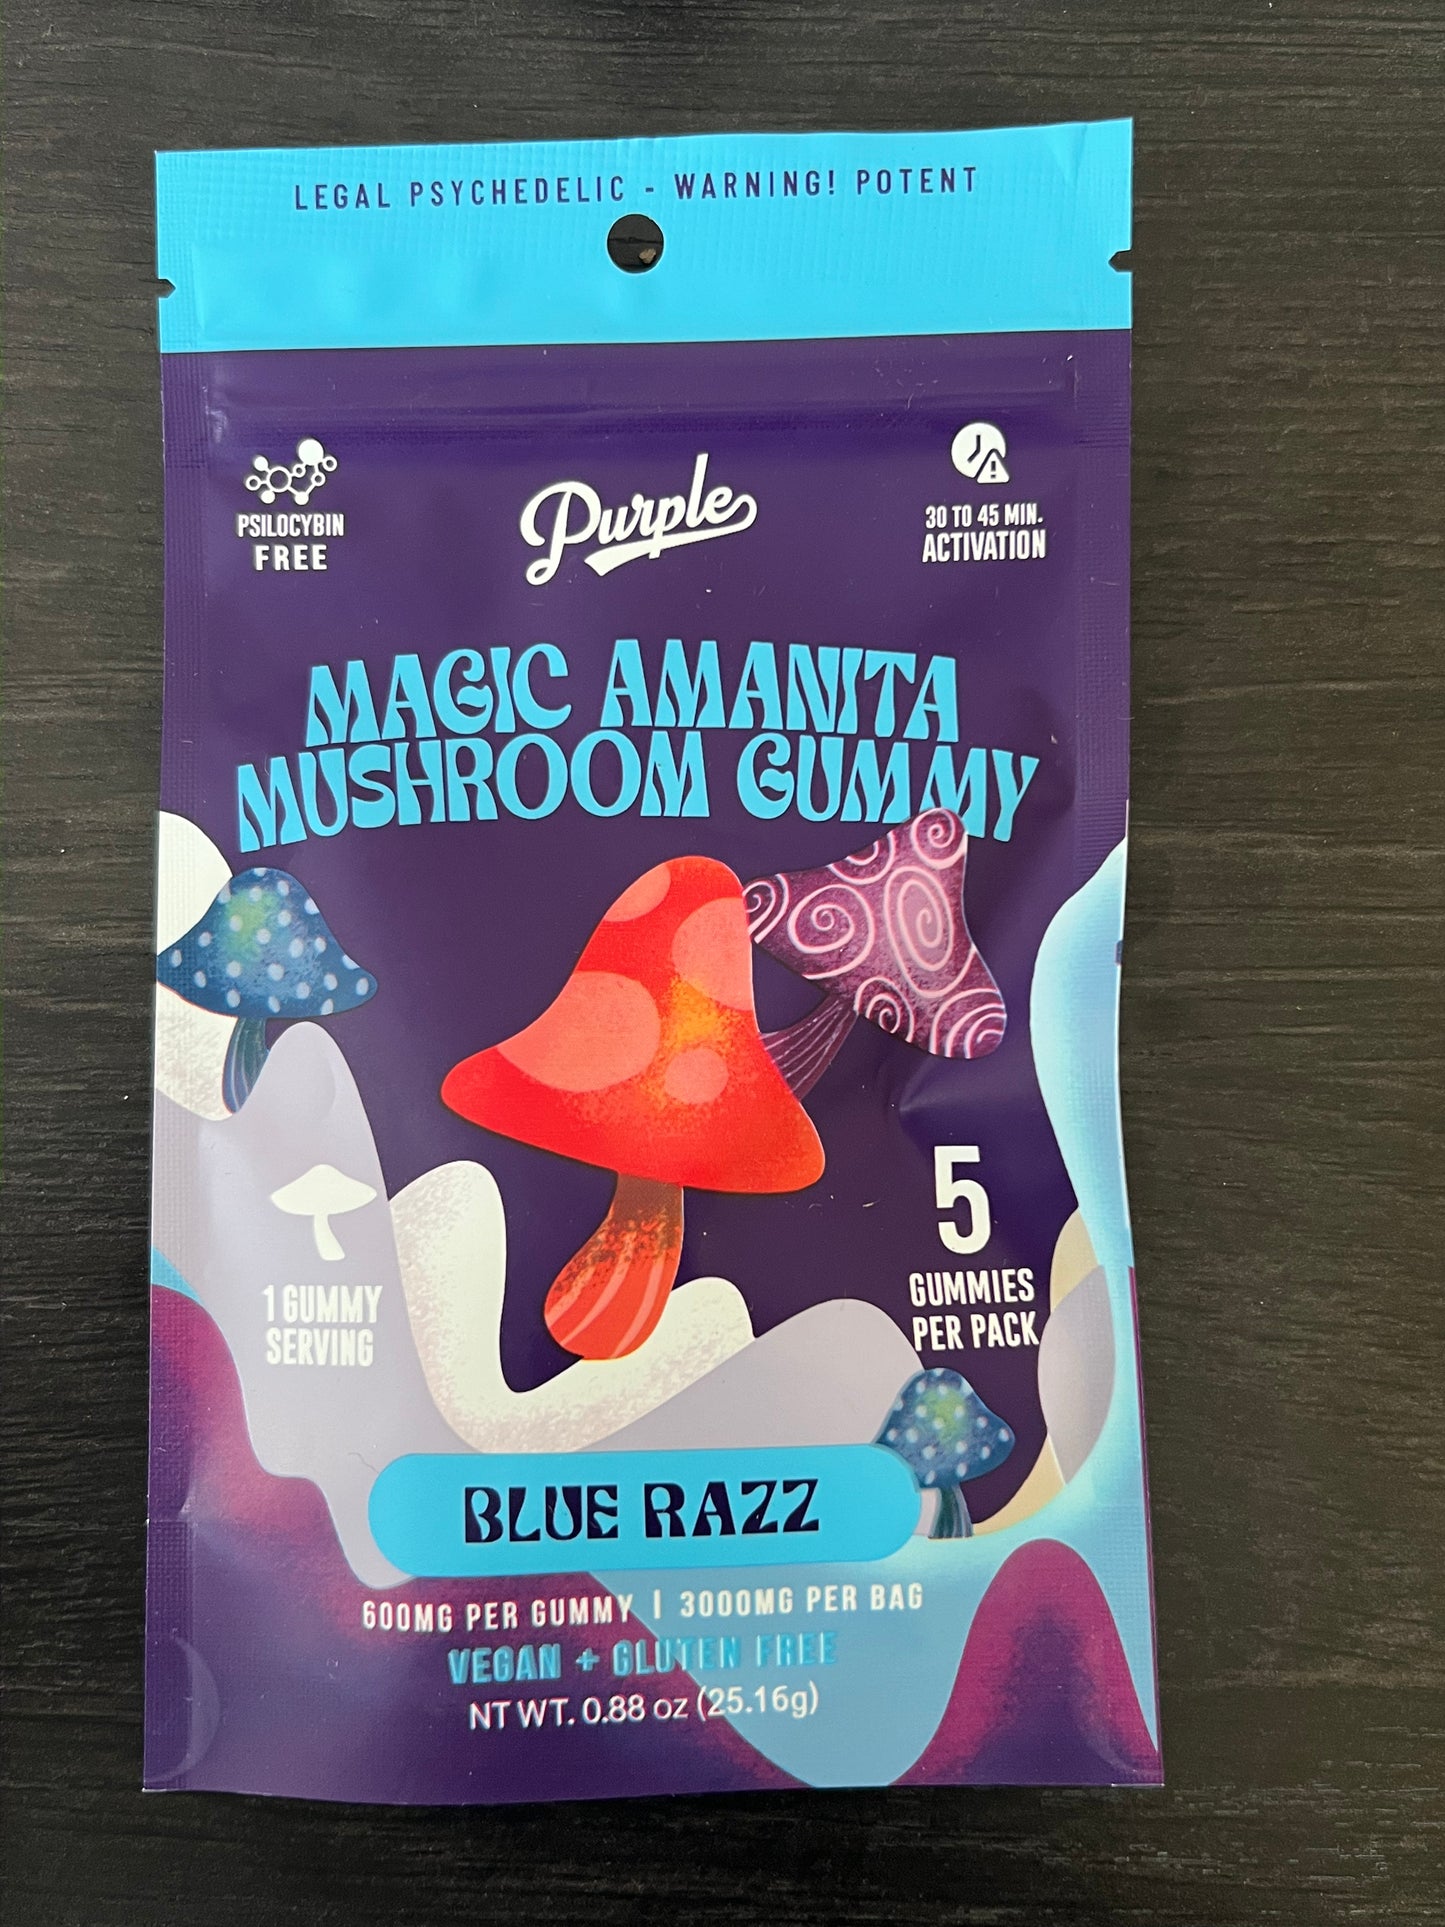 LEGAL PSYCHEDELIC - WARNING! POTENT
PSILOCYBIN
FREE
Purple
30 TO 45 MIN.
ACTIVATION
MAGIC AMANITA
MUSHROOM GUMMY
1 GUMMY
SERVING
5
GUMMIES
PER PACK
BLUE RAZZ
600MG PER GUMMY | 3000MG PER BAG
VEGAN + GLUTEN FREE
NT WT. 0.88 oz (25.16g)